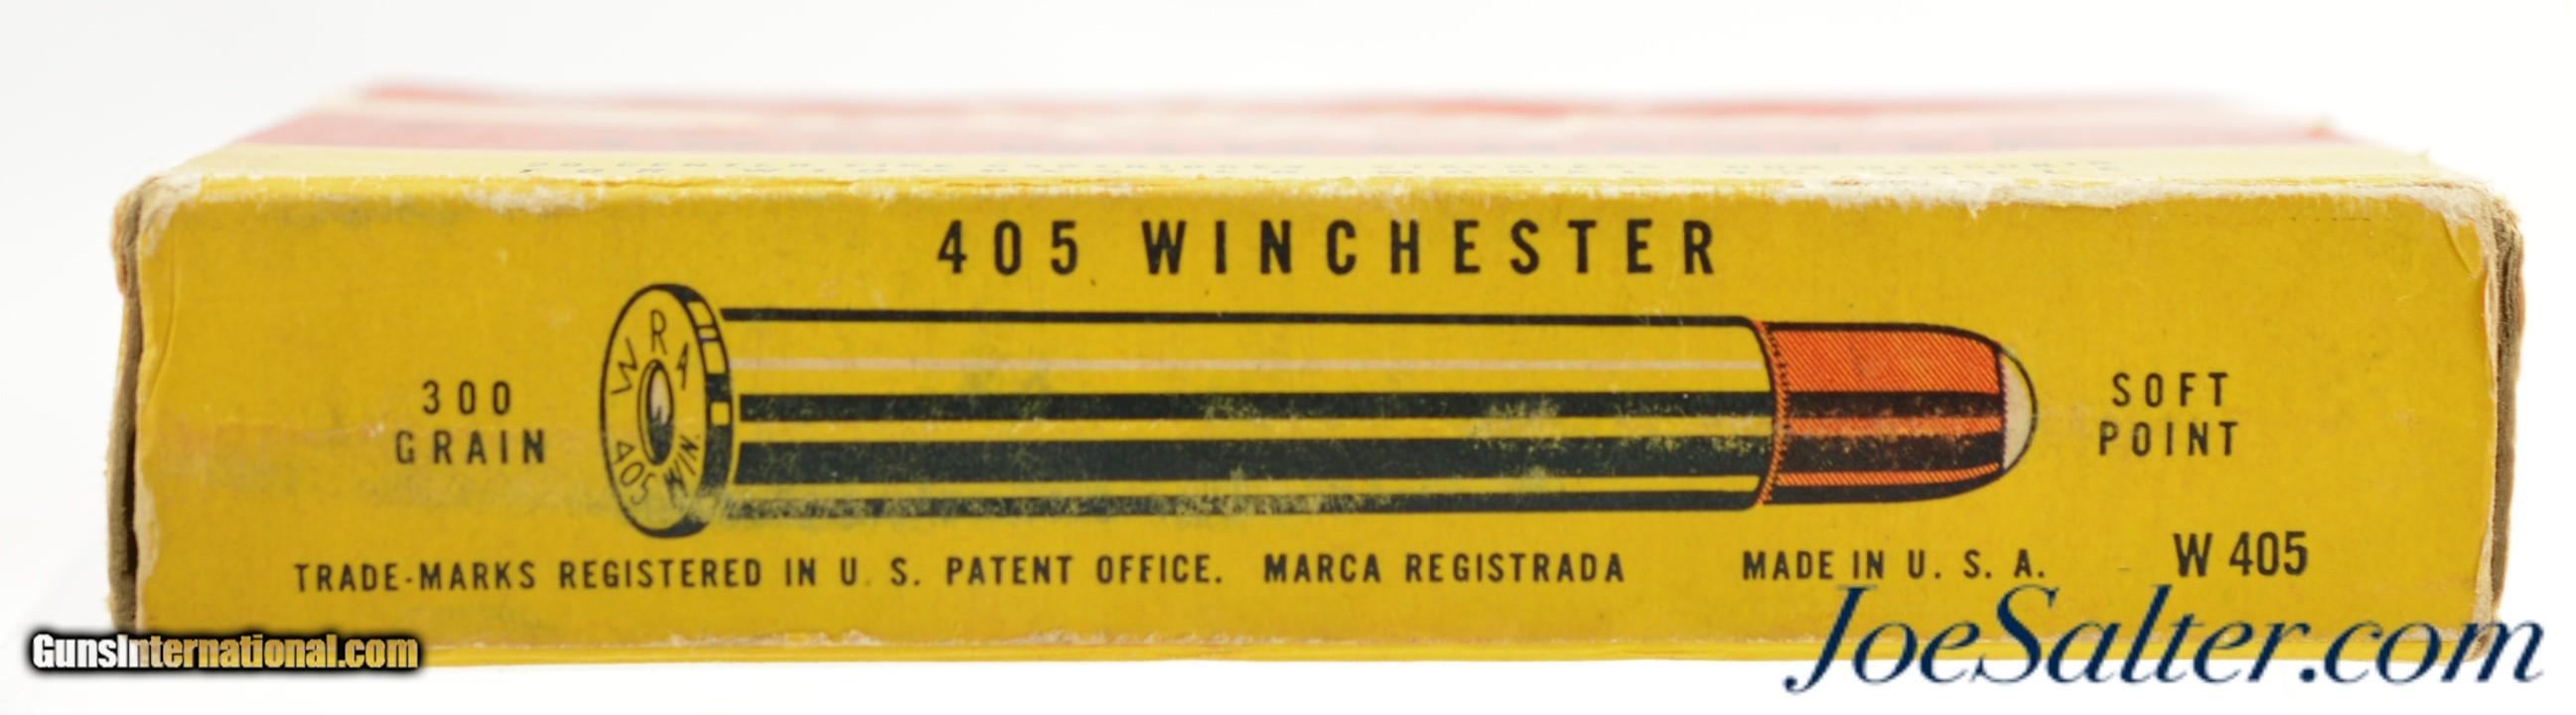 405 WINCHESTER
300
GRAIN
W R A
405 WIN.
SOFT
POINT
TRADE-MARKS REGISTERED IN U. S. PATENT OFFICE. MARCA REGISTRADA MADE IN U. S. A. W 405
GunsInternational.com
JoeSalter.com